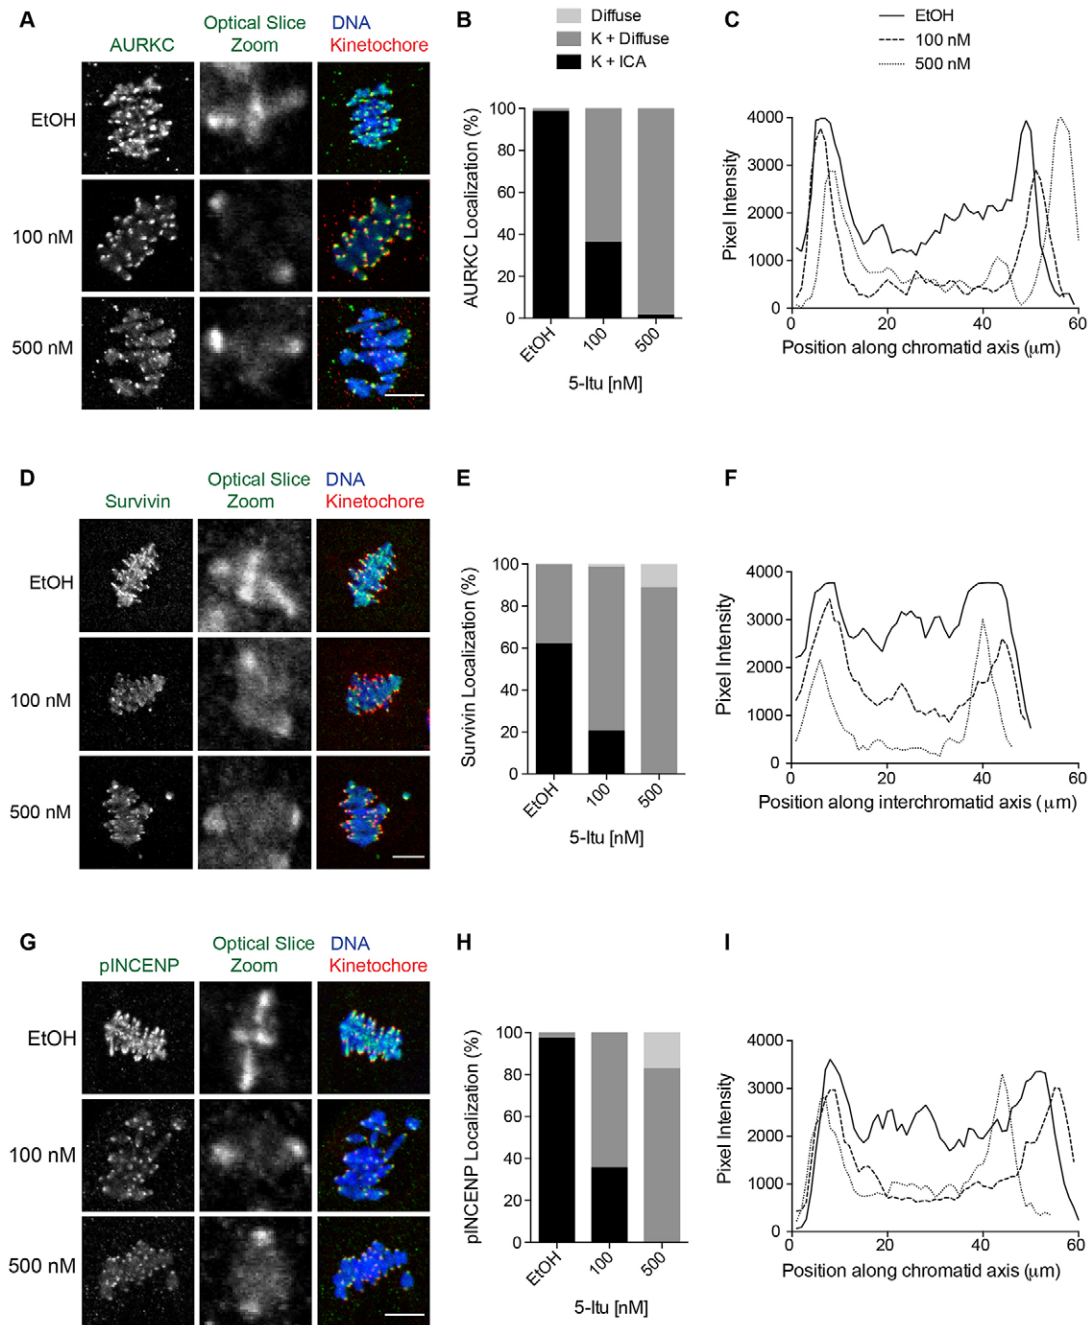 A
AURKC
Optical Slice
Zoom
DNA
Kinetochore
EtOH
100 nM
500 nM
B
Diffuse
K + Diffuse
K + ICA
AURKC Localization (%)
100
80
60
40
20
0
EtOH
100
500
5-Itu [nM]
C
EtOH
100 nM
500 nM
Pixel Intensity
4000
3000
2000
1000
0
0
20
40
60
Position along chromatid axis (μm)
D
Survivin
Optical Slice
Zoom
DNA
Kinetochore
EtOH
100 nM
500 nM
E
Survivin Localization (%)
100
80
60
40
20
0
EtOH
100
500
5-Itu [nM]
F
Pixel Intensity
4000
3000
2000
1000
0
0
20
40
60
Position along interchromatid axis (μm)
G
pINCENP
Optical Slice
Zoom
DNA
Kinetochore
EtOH
100 nM
500 nM
H
pINCENP Localization (%)
100
80
60
40
20
0
EtOH
100
500
5-Itu [nM]
I
Pixel Intensity
4000
3000
2000
1000
0
0
20
40
60
Position along chromatid axis (μm)